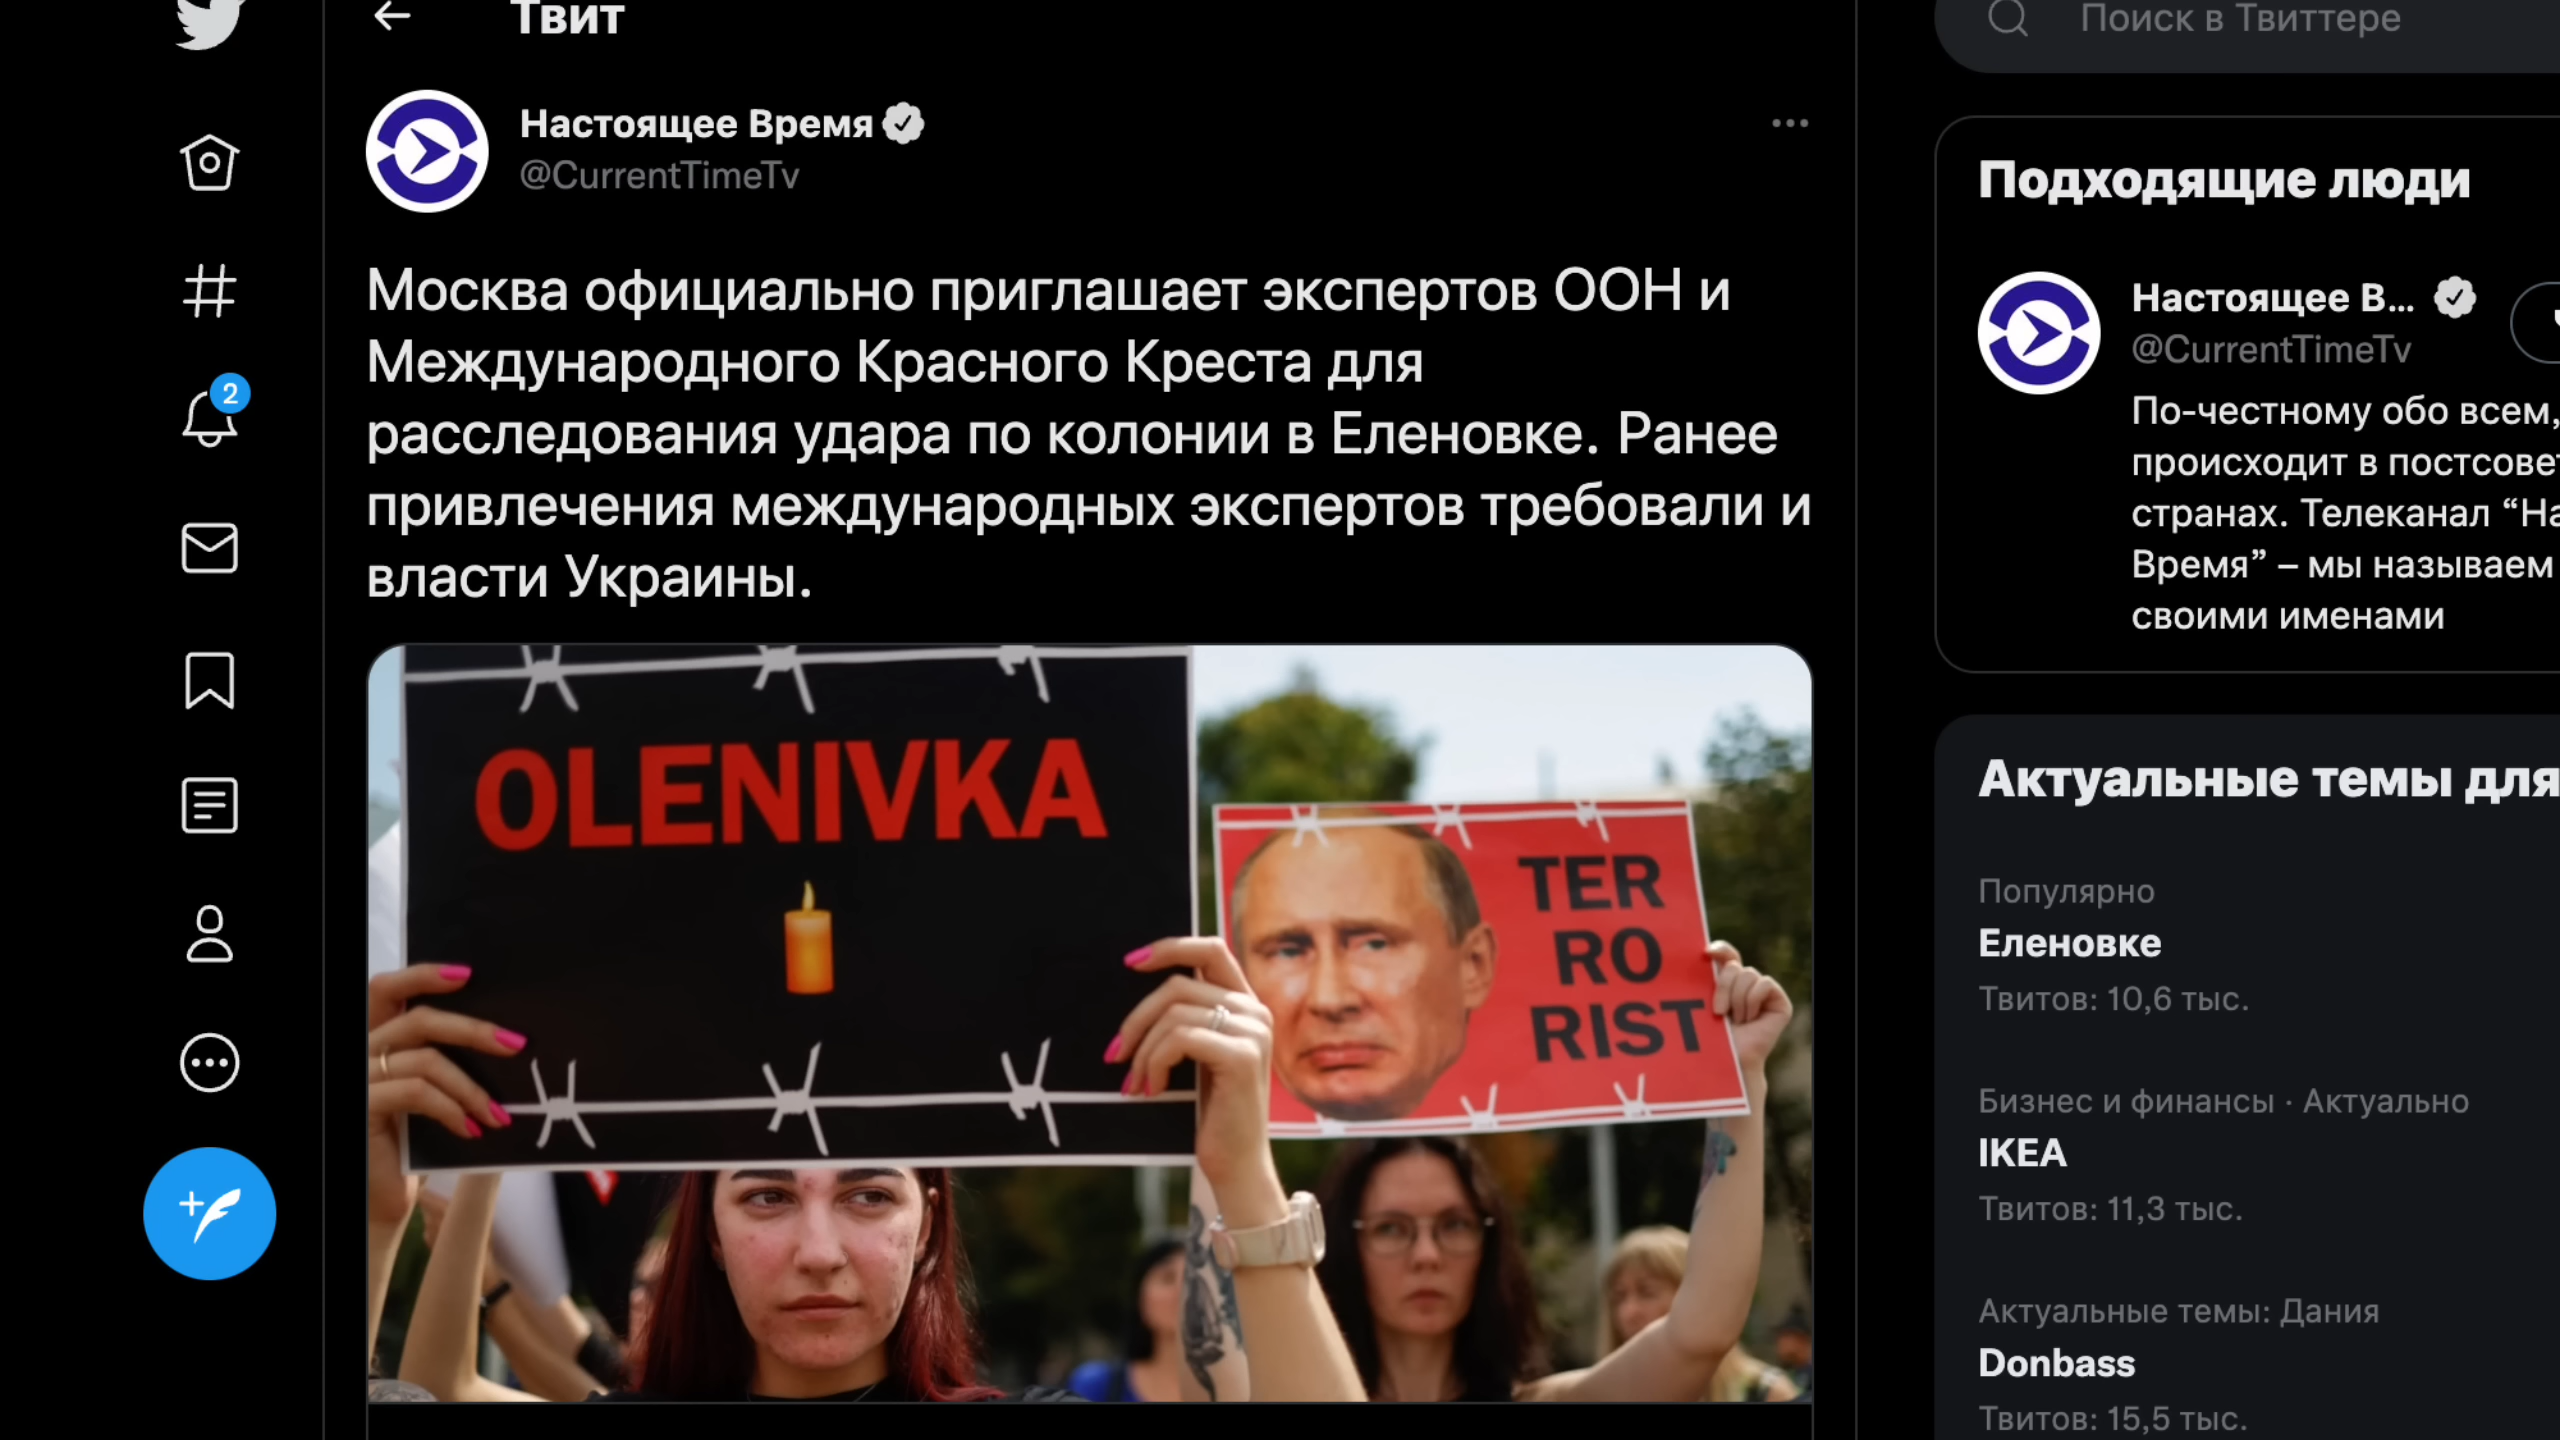 Твит
Настоящее Время
@CurrentTimeTv
Москва официально приглашает экспертов ООН и
Международного Красного Креста для
расследования удара по колонии в Еленовке. Ранее
привлечения международных экспертов требовали и
власти Украины.
OLENIVKA
TER
RO
RIST
2
Поиск в Твиттере
Подходящие люди
Настоящее В...
@CurrentTimeTv
По-честному обо всем,
происходит в постсовет
странах. Телеканал “На
Время” – мы называем
своими именами
Актуальные темы для
Популярно
Еленовке
Твитов: 10,6 тыс.
Бизнес и финансы · Актуально
IKEA
Твитов: 11,3 тыс.
Актуальные темы: Дания
Donbass
Твитов: 15,5 тыс.